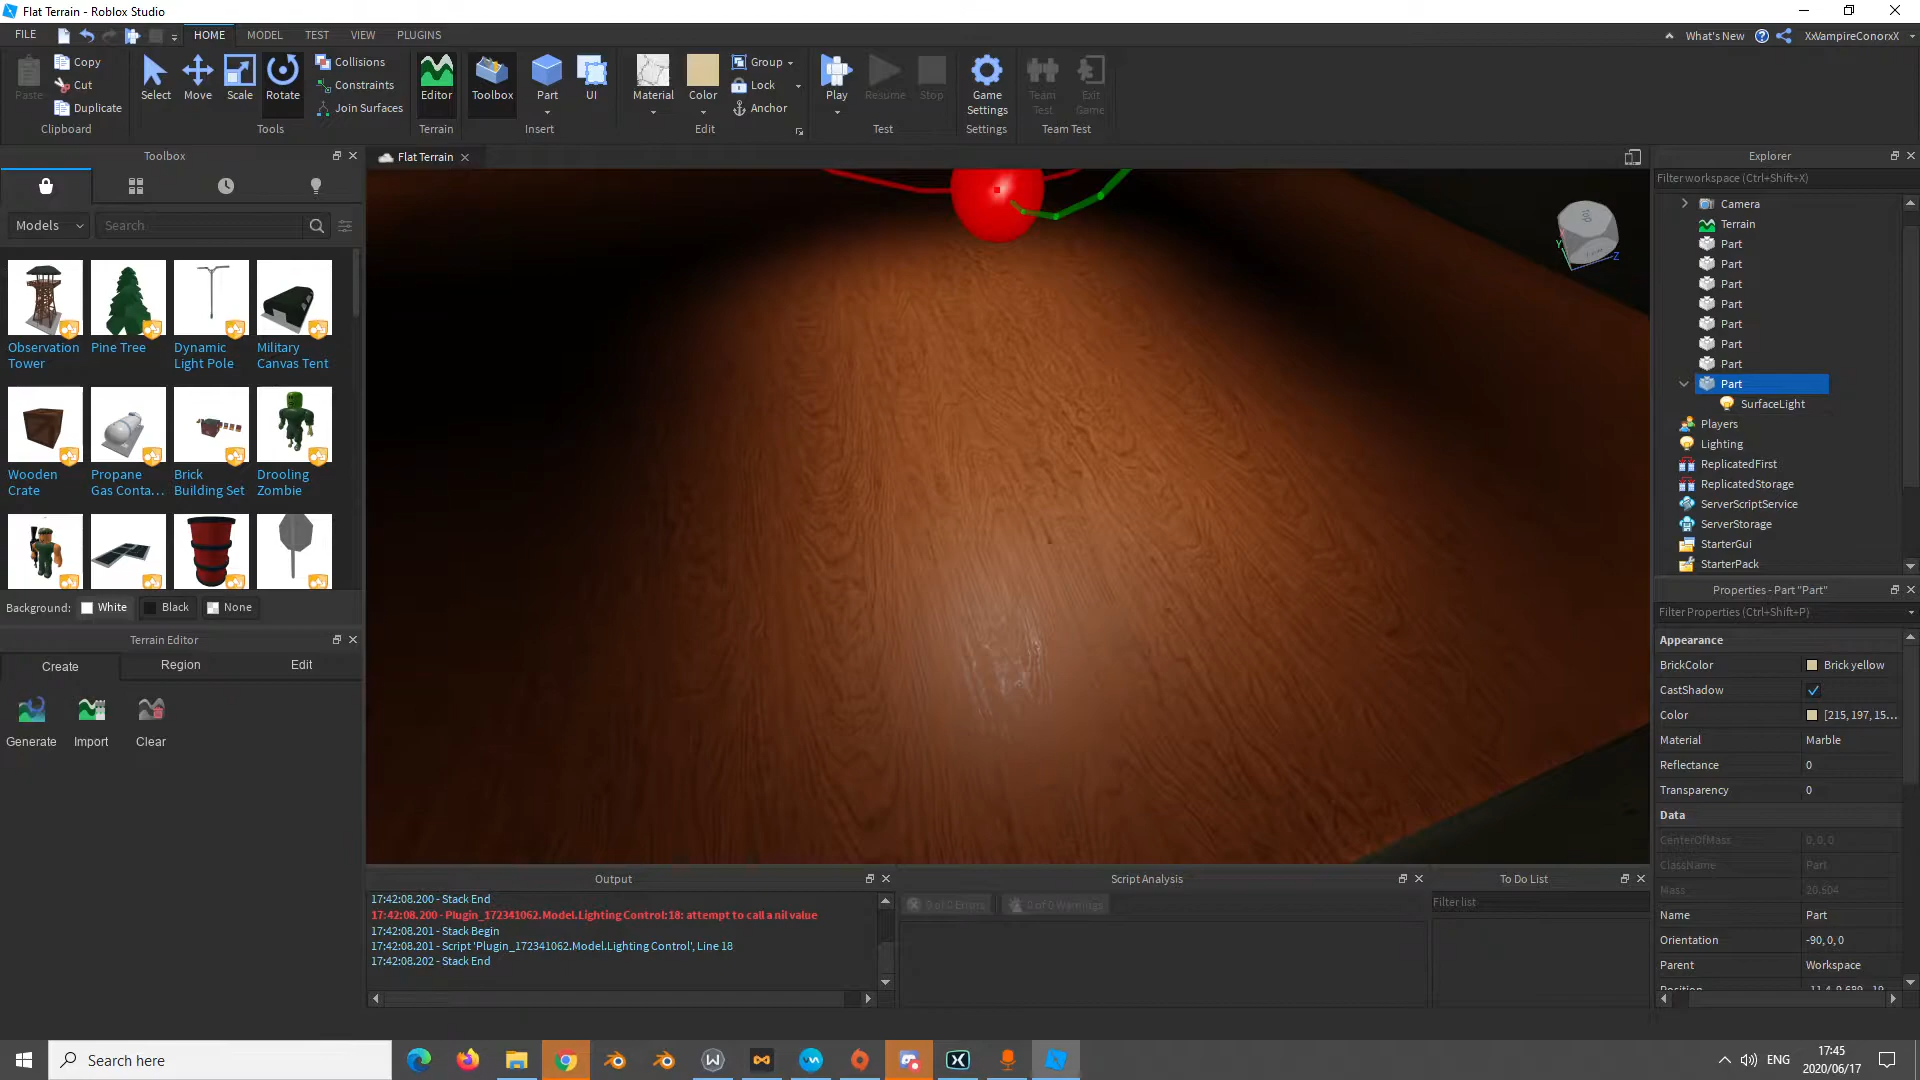 Flat Terrain - Roblox Studio
FILE
HOME
MODEL
TEST
VIEW
PLUGINS
What's New
XxVampireConorxX
Paste
Copy
Cut
Duplicate
Clipboard
Select
Move
Scale
Rotate
Collisions
Constraints
Join Surfaces
Tools
Editor
Terrain
Toolbox
Part
UI
Insert
Material
Color
Group
Lock
Anchor
Edit
Play
Resume
Stop
Test
Game
Settings
Settings
Team
Test
Exit
Game
Team Test
Toolbox
Models
Search
Observation
Tower
Pine Tree
Dynamic
Light Pole
Military
Canvas Tent
Wooden
Crate
Propane
Gas Conta...
Brick
Building Set
Drooling
Zombie
Background: White Black None
Terrain Editor
Create
Region
Edit
Generate
Import
Clear
Flat Terrain
Y
Z
Output
17:42:08.200 - Stack End
17:42:08.200 - Plugin_172341062.Model.Lighting Control:18: attempt to call a nil value
17:42:08.201 - Stack Begin
17:42:08.201 - Script 'Plugin_172341062.Model.Lighting Control', Line 18
17:42:08.202 - Stack End
Script Analysis
0 of 0 Errors
0 of 0 Warnings
To Do List
Filter list
Explorer
Filter workspace (Ctrl+Shift+X)
Camera
Terrain
Part
Part
Part
Part
Part
Part
Part
Part
SurfaceLight
Players
Lighting
ReplicatedFirst
ReplicatedStorage
ServerScriptService
ServerStorage
StarterGui
StarterPack
Properties - Part "Part"
Filter Properties (Ctrl+Shift+P)
Appearance
BrickColor Brick yellow
CastShadow
Color [215, 197, 15...
Material Marble
Reflectance 0
Transparency 0
Data
CenterOfMass 0, 0, 0
ClassName Part
Mass 20.504
Name Part
Orientation -90, 0, 0
Parent Workspace
Search here
ENG
17:45
2020/06/17